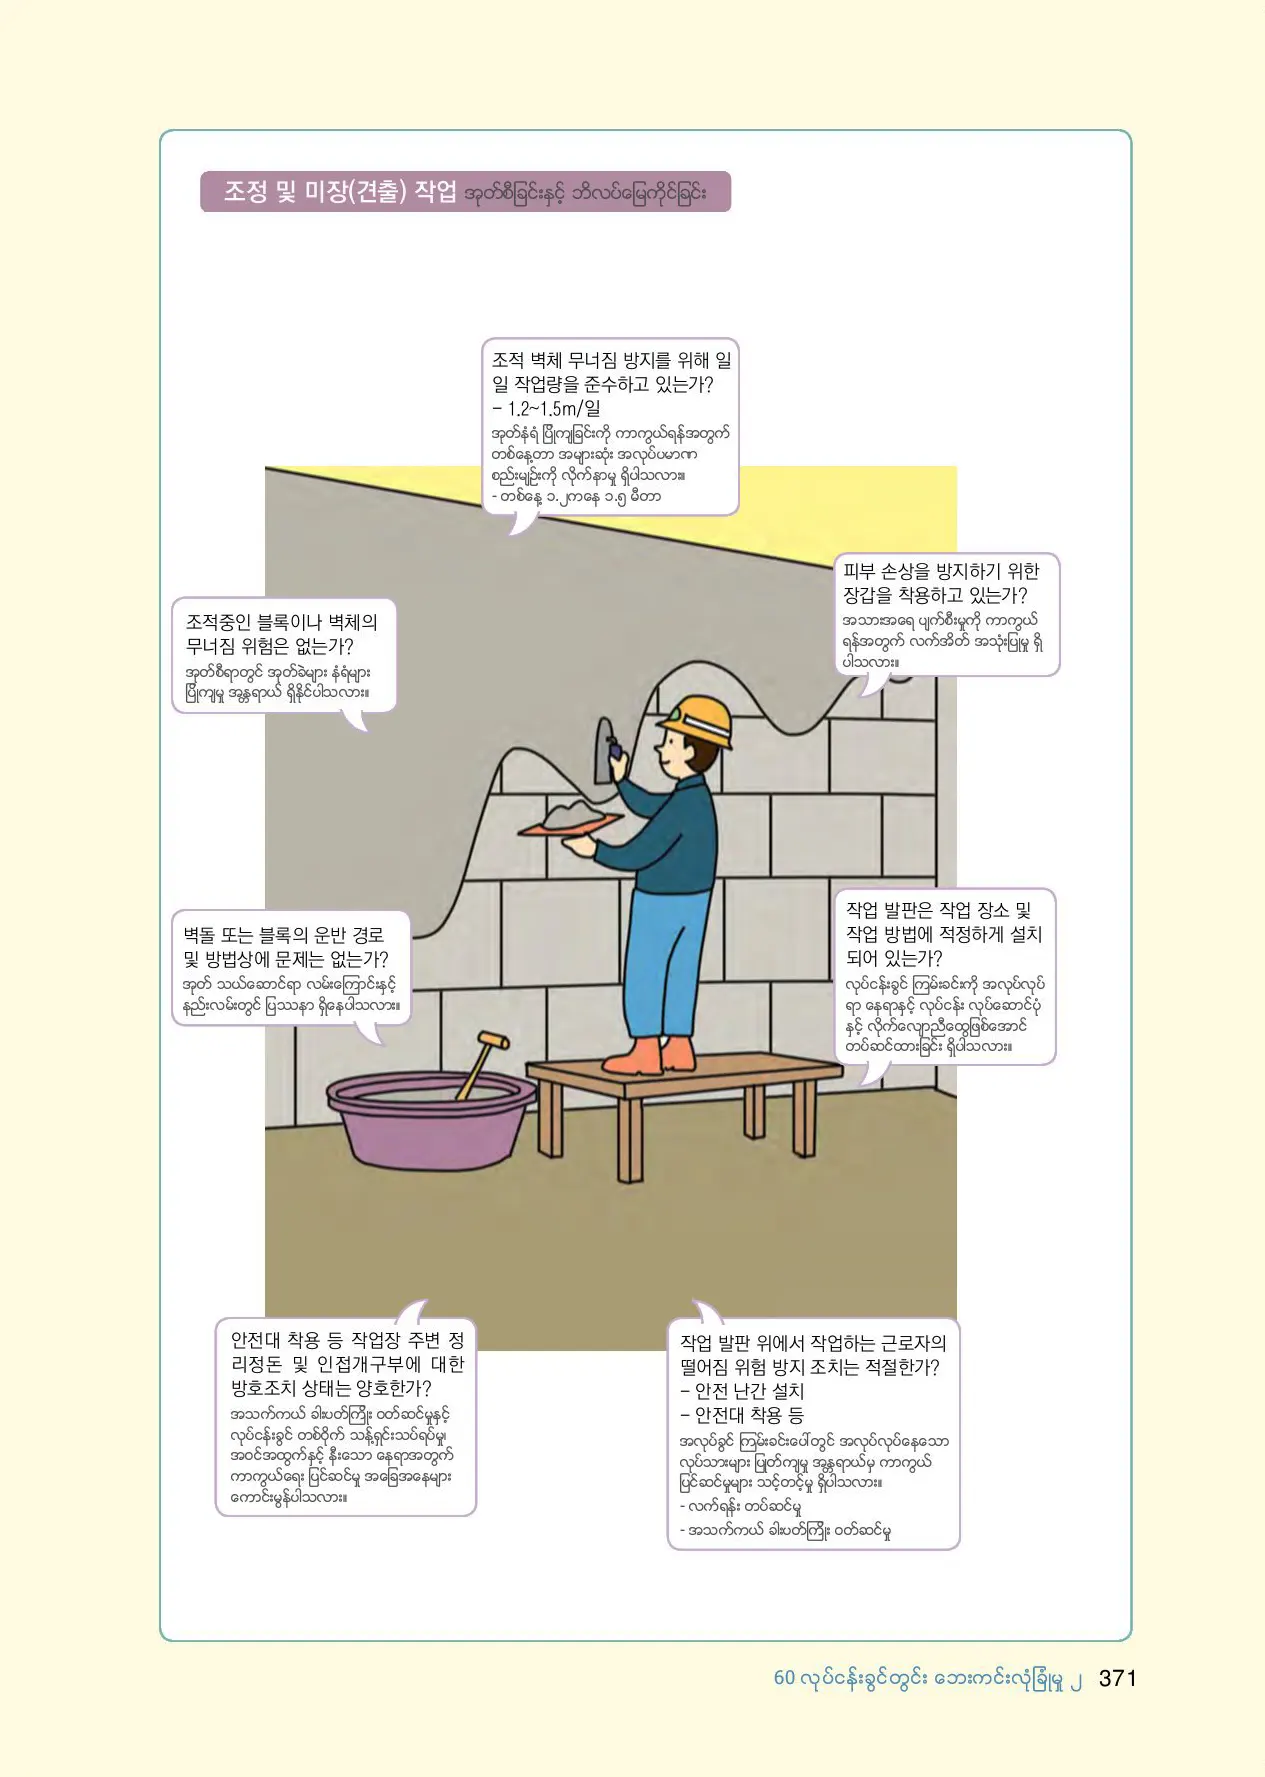 조정 및 미장(견출) 작업 အုတ်စီခြင်းနှင့် ဘိလပ်မြေကိုင်ခြင်း
조적 벽체 무너짐 방지를 위해 일
일 작업량을 준수하고 있는가?
- 1.2~1.5m/일
အုတ်နံရံ ပြိုကျခြင်းကို ကာကွယ်ရန်အတွက်
တစ်နေ့တာ အများဆုံး အလုပ်ပမာဏ
စည်းမျဉ်းကို လိုက်နာမှု ရှိပါသလား။
- တစ်နေ့ ၁.၂ကနေ ၁.၅ မီတာ
피부 손상을 방지하기 위한
장갑을 착용하고 있는가?
အသားအရေ ပျက်စီးမှုကို ကာကွယ်
ရန်အတွက် လက်အိတ် အသုံးပြုမှု ရှိ
ပါသလား။
조적중인 블록이나 벽체의
무너짐 위험은 없는가?
အုတ်စီရာတွင် အုတ်ခဲများ နံရံများ
ပြိုကျမှု အန္တရာယ် ရှိနိုင်ပါသလား။
작업 발판은 작업 장소 및
작업 방법에 적정하게 설치
되어 있는가?
လုပ်ငန်းခွင် ကြမ်းခင်းကို အလုပ်လုပ်
ရာ နေရာနှင့် လုပ်ငန်း လုပ်ဆောင်ပုံ
နှင့် လိုက်လျောညီထွေဖြစ်အောင်
တပ်ဆင်ထားခြင်း ရှိပါသလား။
벽돌 또는 블록의 운반 경로
및 방법상에 문제는 없는가?
အုတ် သယ်ဆောင်ရာ လမ်းကြောင်းနှင့်
နည်းလမ်းတွင် ပြဿနာ ရှိနေပါသလား။
안전대 착용 등 작업장 주변 정
리정돈 및 인접개구부에 대한
방호조치 상태는 양호한가?
အသက်ကယ် ခါးပတ်ကြိုး ဝတ်ဆင်မှုနှင့်
လုပ်ငန်းခွင် တစ်ဝိုက် သန့်ရှင်းသပ်ရပ်မှု၊
အဝင်အထွက်နှင့် နီးသော နေရာအတွက်
ကာကွယ်ရေး ပြင်ဆင်မှု အခြေအနေများ
ကောင်းမွန်ပါသလား။
작업 발판 위에서 작업하는 근로자의
떨어짐 위험 방지 조치는 적절한가?
- 안전 난간 설치
- 안전대 착용 등
အလုပ်ခွင် ကြမ်းခင်းပေါ်တွင် အလုပ်လုပ်နေသော
လုပ်သားများ ပြုတ်ကျမှု အန္တရာယ်မှ ကာကွယ်
ပြင်ဆင်မှုများ သင့်တင့်မှု ရှိပါသလား။
- လက်ရန်း တပ်ဆင်မှု
- အသက်ကယ် ခါးပတ်ကြိုး ဝတ်ဆင်မှု
60 လုပ်ငန်းခွင်တွင်း ဘေးကင်းလုံခြုံမှု ၂ 371